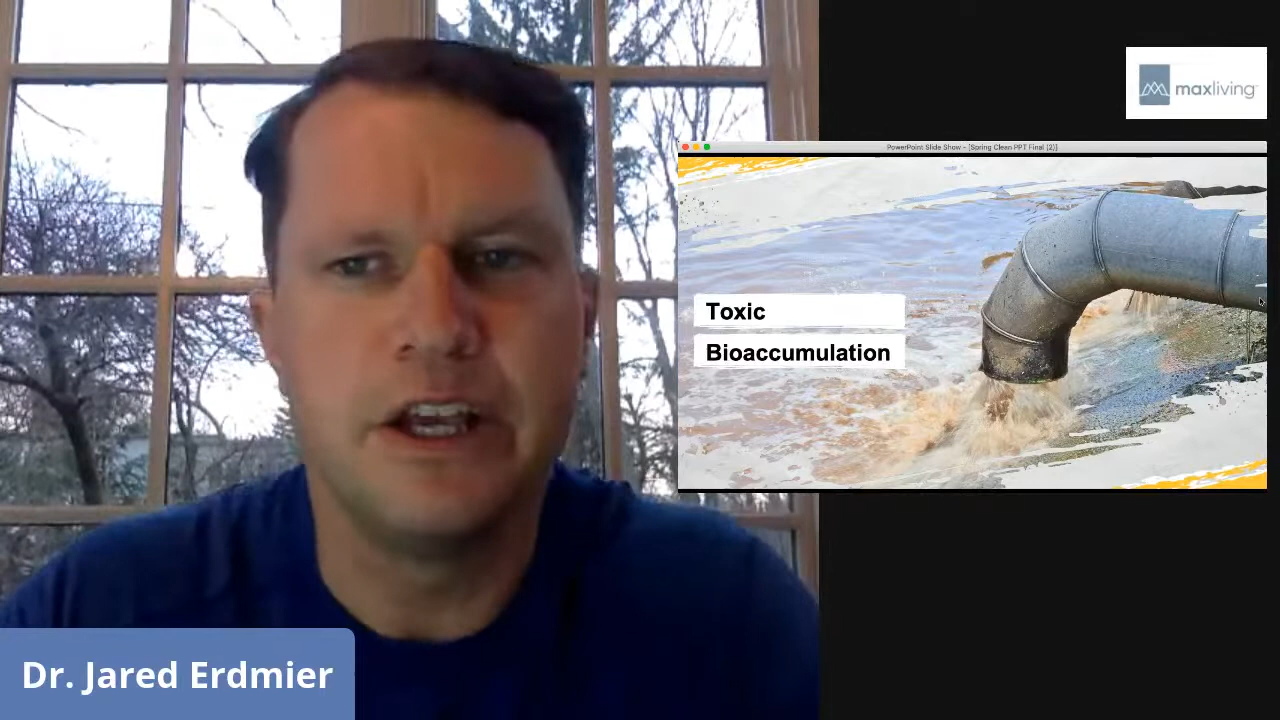 maxliving
PowerPoint Slide Show - [Spring Clean PPT Final (2)]
Toxic
Bioaccumulation
Dr. Jared Erdmier